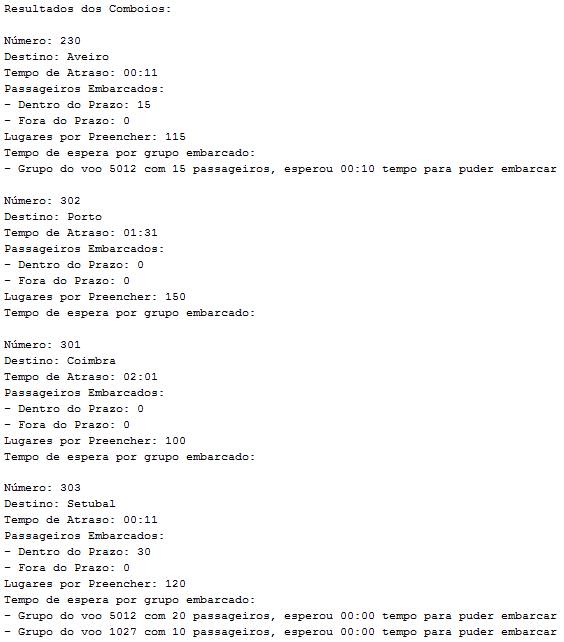 Resultados dos Comboios:

Número: 230
Destino: Aveiro
Tempo de Atraso: 00:11
Passageiros Embarcados:
- Dentro do Prazo: 15
- Fora do Prazo: 0
Lugares por Preencher: 115
Tempo de espera por grupo embarcado:
- Grupo do voo 5012 com 15 passageiros, esperou 00:10 tempo para puder embarcar

Número: 302
Destino: Porto
Tempo de Atraso: 01:31
Passageiros Embarcados:
- Dentro do Prazo: 0
- Fora do Prazo: 0
Lugares por Preencher: 150
Tempo de espera por grupo embarcado:

Número: 301
Destino: Coimbra
Tempo de Atraso: 02:01
Passageiros Embarcados:
- Dentro do Prazo: 0
- Fora do Prazo: 0
Lugares por Preencher: 100
Tempo de espera por grupo embarcado:

Número: 303
Destino: Setubal
Tempo de Atraso: 00:11
Passageiros Embarcados:
- Dentro do Prazo: 30
- Fora do Prazo: 0
Lugares por Preencher: 120
Tempo de espera por grupo embarcado:
- Grupo do voo 5012 com 20 passageiros, esperou 00:00 tempo para puder embarcar
- Grupo do voo 1027 com 10 passageiros, esperou 00:00 tempo para puder embarcar